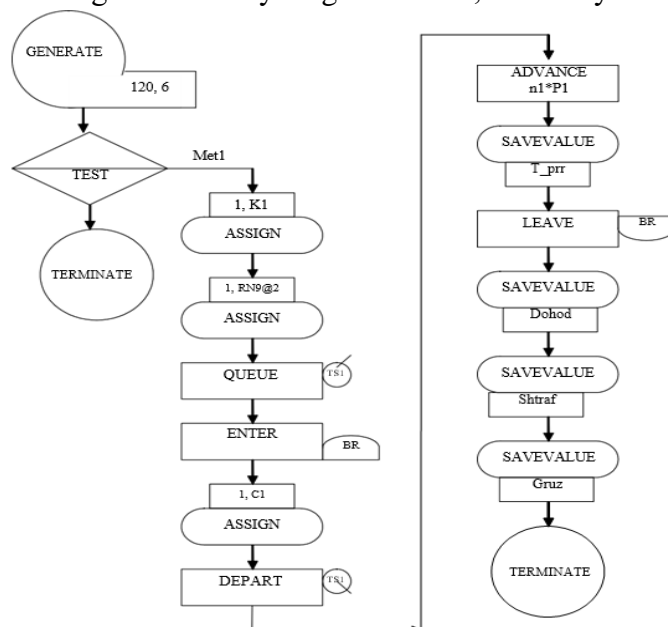 GENERATE
120, 6
TEST
Met1
TERMINATE
1, K1
ASSIGN
1, RN9@2
ASSIGN
QUEUE
TS1
ENTER
BR
1, C1
ASSIGN
DEPART
TS1
ADVANCE
n1*P1
SAVEVALUE
T_prr
LEAVE
BR
SAVEVALUE
Dohod
SAVEVALUE
Shtraf
SAVEVALUE
Gruz
TERMINATE